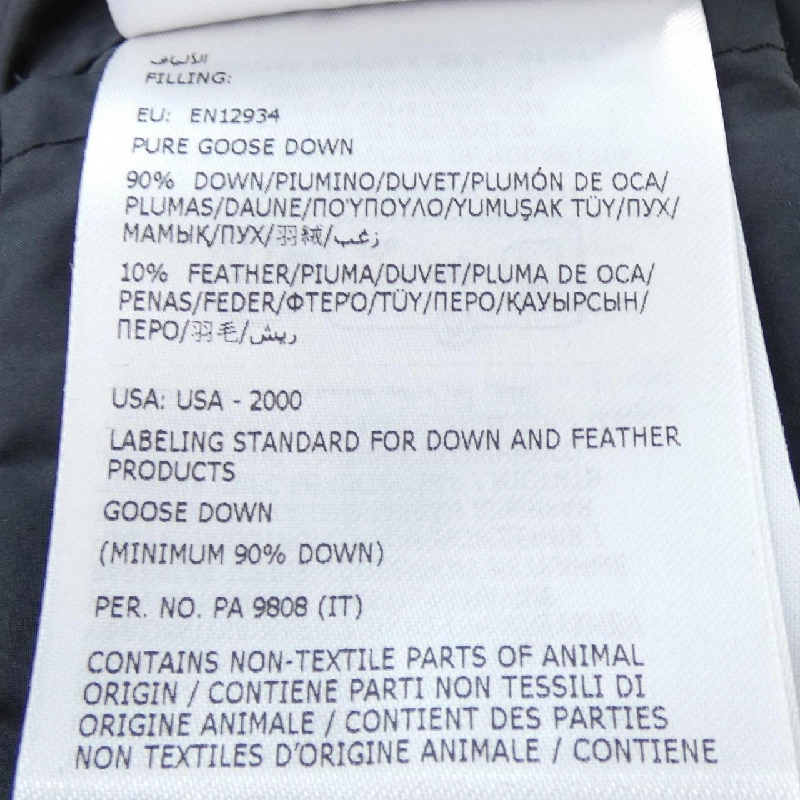 الألياف
FILLING:
EU: EN12934
PURE GOOSE DOWN
90% DOWN/PIUMINO/DUVET/PLUMÓN DE OCA/
PLUMAS/DAUNE/ΠΟΎΠΟΥΛΟ/YUMUŞAK TÜY/ПУХ/
МАМЫҚ/ПУХ/羽絨/زغب
10% FEATHER/PIUMA/DUVET/PLUMA DE OCA/
PENAS/FEDER/ΦΤΕΡΌ/TÜY/ПЕРО/ҚАУЫРСЫН/
ПЕРО/羽毛/ريش
USA: USA - 2000
LABELING STANDARD FOR DOWN AND FEATHER
PRODUCTS
GOOSE DOWN
(MINIMUM 90% DOWN)
PER. NO. PA 9808 (IT)
CONTAINS NON-TEXTILE PARTS OF ANIMAL
ORIGIN / CONTIENE PARTI NON TESSILI DI
ORIGINE ANIMALE / CONTIENT DES PARTIES
NON TEXTILES D'ORIGINE ANIMALE / CONTIENE